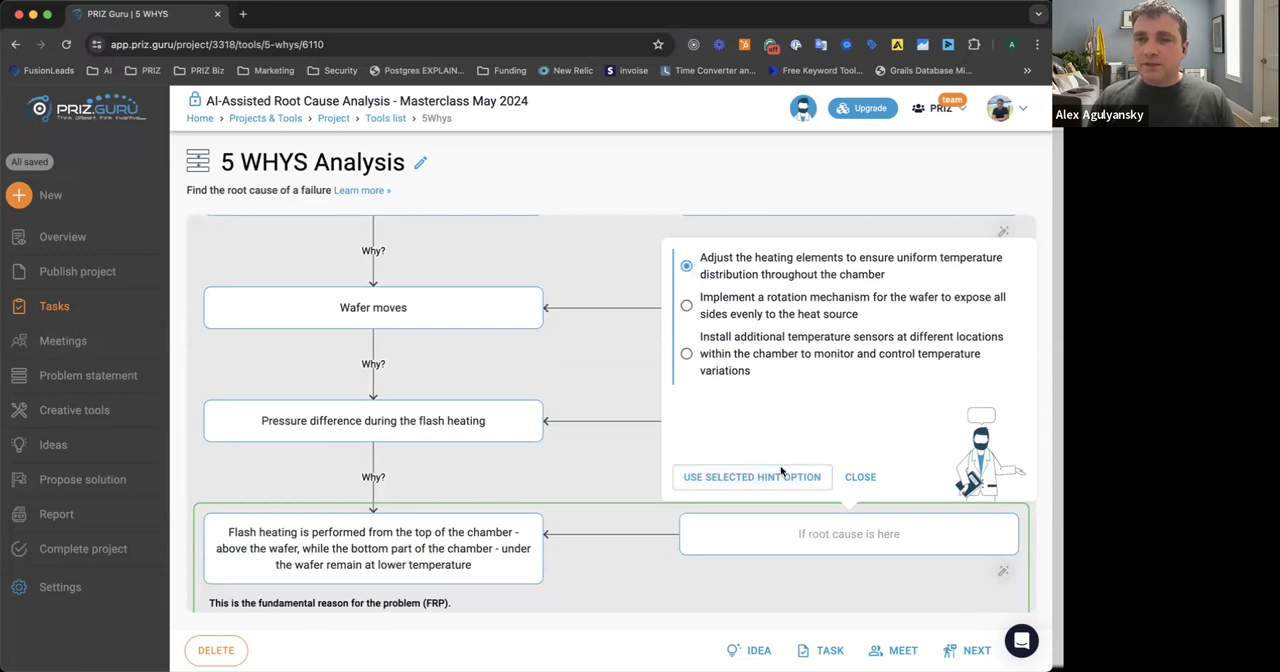 PRIZ Guru | 5 WHYS
app.priz.guru/project/3318/tools/5-whys/6110
off
A
FusionLeads
AI
PRIZ
PRIZ Biz
Marketing
Security
Postgres EXPLAIN...
Funding
New Relic
invoise
Time Converter an...
Free Keyword Tool...
Grails Database Mi...
Alex Agulyansky
PRIZ.GURU
Think different, think inventive.
AI-Assisted Root Cause Analysis - Masterclass May 2024
Home > Projects & Tools > Project > Tools list > 5Whys
Upgrade
team
PRIZ
All saved
New
Overview
Publish project
Tasks
Meetings
Problem statement
Creative tools
Ideas
Propose solution
Report
Complete project
Settings
5 WHYS Analysis
Find the root cause of a failure Learn more »
Why?
Wafer moves
Why?
Pressure difference during the flash heating
Why?
Flash heating is performed from the top of the chamber -
above the wafer, while the bottom part of the chamber - under
the wafer remain at lower temperature
This is the fundamental reason for the problem (FRP).
Adjust the heating elements to ensure uniform temperature
distribution throughout the chamber
Implement a rotation mechanism for the wafer to expose all
sides evenly to the heat source
Install additional temperature sensors at different locations
within the chamber to monitor and control temperature
variations
USE SELECTED HINT OPTION
CLOSE
If root cause is here
DELETE
IDEA
TASK
MEET
NEXT